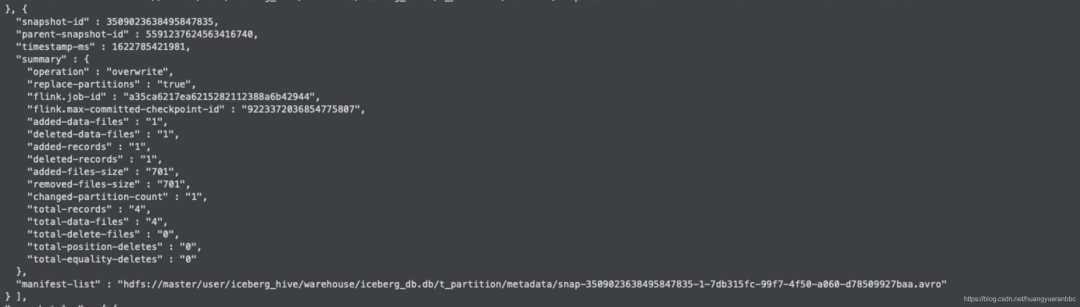 }, {
"snapshot-id" : 3509023638495847835,
"parent-snapshot-id" : 5591237624563416740,
"timestamp-ms" : 1622785421981,
"summary" : {
"operation" : "overwrite",
"replace-partitions" : "true",
"flink.job-id" : "a35ca6217ea6215282112388a6b42944",
"flink.max-committed-checkpoint-id" : "9223372036854775807",
"added-data-files" : "1",
"deleted-data-files" : "1",
"added-records" : "1",
"deleted-records" : "1",
"added-files-size" : "701",
"removed-files-size" : "701",
"changed-partition-count" : "1",
"total-records" : "4",
"total-data-files" : "4",
"total-delete-files" : "0",
"total-position-deletes" : "0",
"total-equality-deletes" : "0"
},
"manifest-list" : "hdfs://master/user/iceberg_hive/warehouse/iceberg_db.db/t_partition/metadata/snap-3509023638495847835-1-7db315fc-99f7-4f50-a060-d78509927baa.avro"
} ],
https://blog.csdn.net/huangyueranbbc